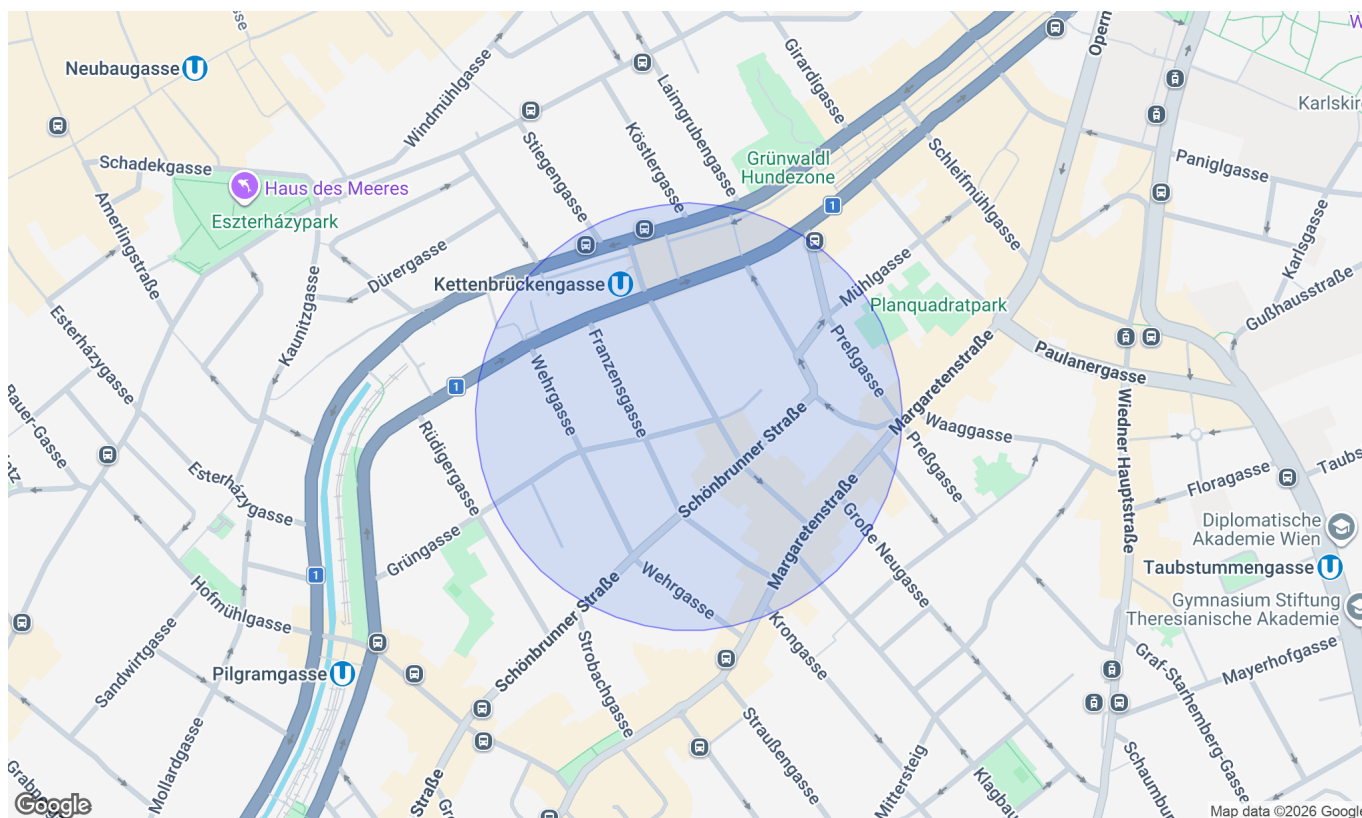 Neubaugasse
Windmühlgasse
Girardigasse
Laimgrubengasse
Köstlergasse
Stiegengasse
Schadekgasse
Haus des Meeres
Eszterházypark
Amerlingstraße
Dürergasse
Kaunitzgasse
Esterházygasse
Grünwaldl
Hundezone
1
Schleifmühlgasse
Paniglgasse
Karlsgasse
Gußhausstraße
Kettenbrückengasse
Mühlgasse
Planquadratpark
Preßgasse
Margaretenstraße
Paulanergasse
Wiedner Hauptstraße
Waaggasse
Preßgasse
Floragasse
Franzensgasse
Wehrgasse
1
Rüdigergasse
Schönbrunner Straße
Esterházygasse
Grüngasse
Margaretenstraße
Große Neugasse
Diplomatische
Akademie Wien
Taubstummengasse
Gymnasium Stiftung
Theresianische Akademie
1
Hofmühlgasse
Wehrgasse
Krongasse
Mayerhofgasse
Graf-Starhemberg-Gasse
Sandwirtgasse
Pilgramgasse
Schönbrunner Straße
Strobachgasse
Straußengasse
Mittersteig
Mollardgasse
Straße
Google
Map data ©2026 Google